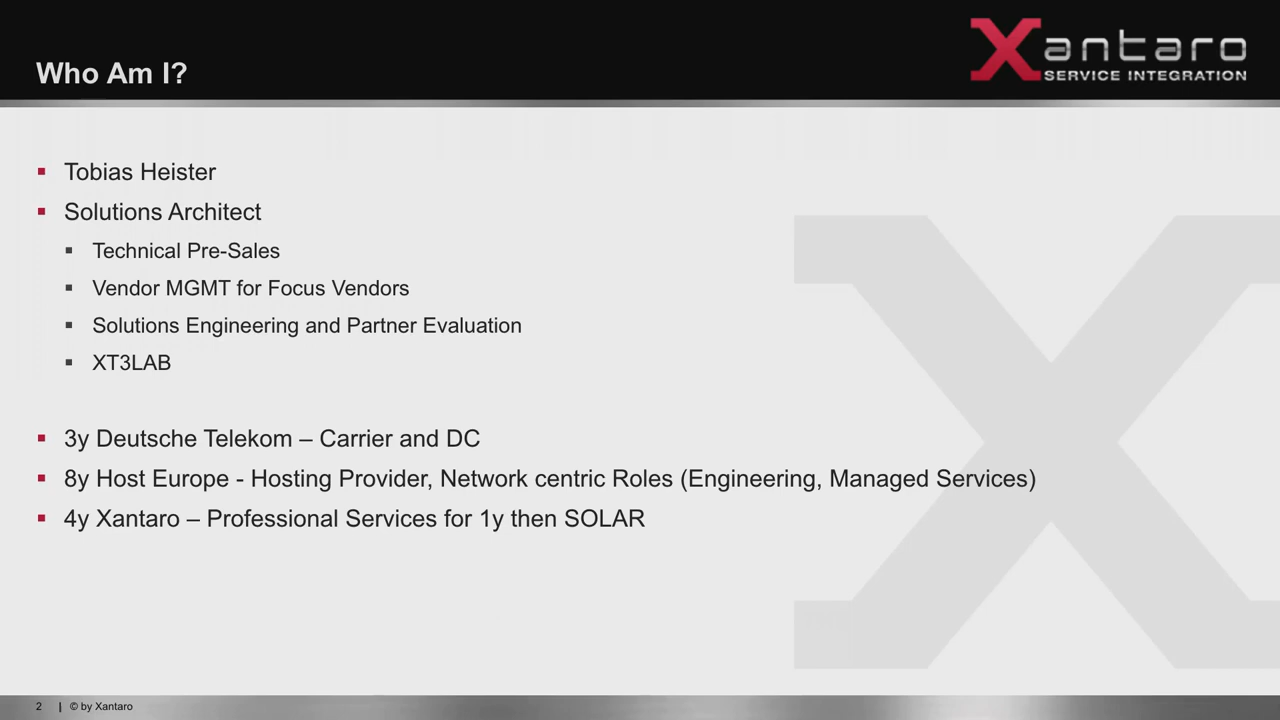 Who Am I?
Xantaro
SERVICE INTEGRATION
Tobias Heister
Solutions Architect
Technical Pre-Sales
Vendor MGMT for Focus Vendors
Solutions Engineering and Partner Evaluation
XT3LAB
3y Deutsche Telekom – Carrier and DC
8y Host Europe - Hosting Provider, Network centric Roles (Engineering, Managed Services)
4y Xantaro – Professional Services for 1y then SOLAR
2 | © by Xantaro